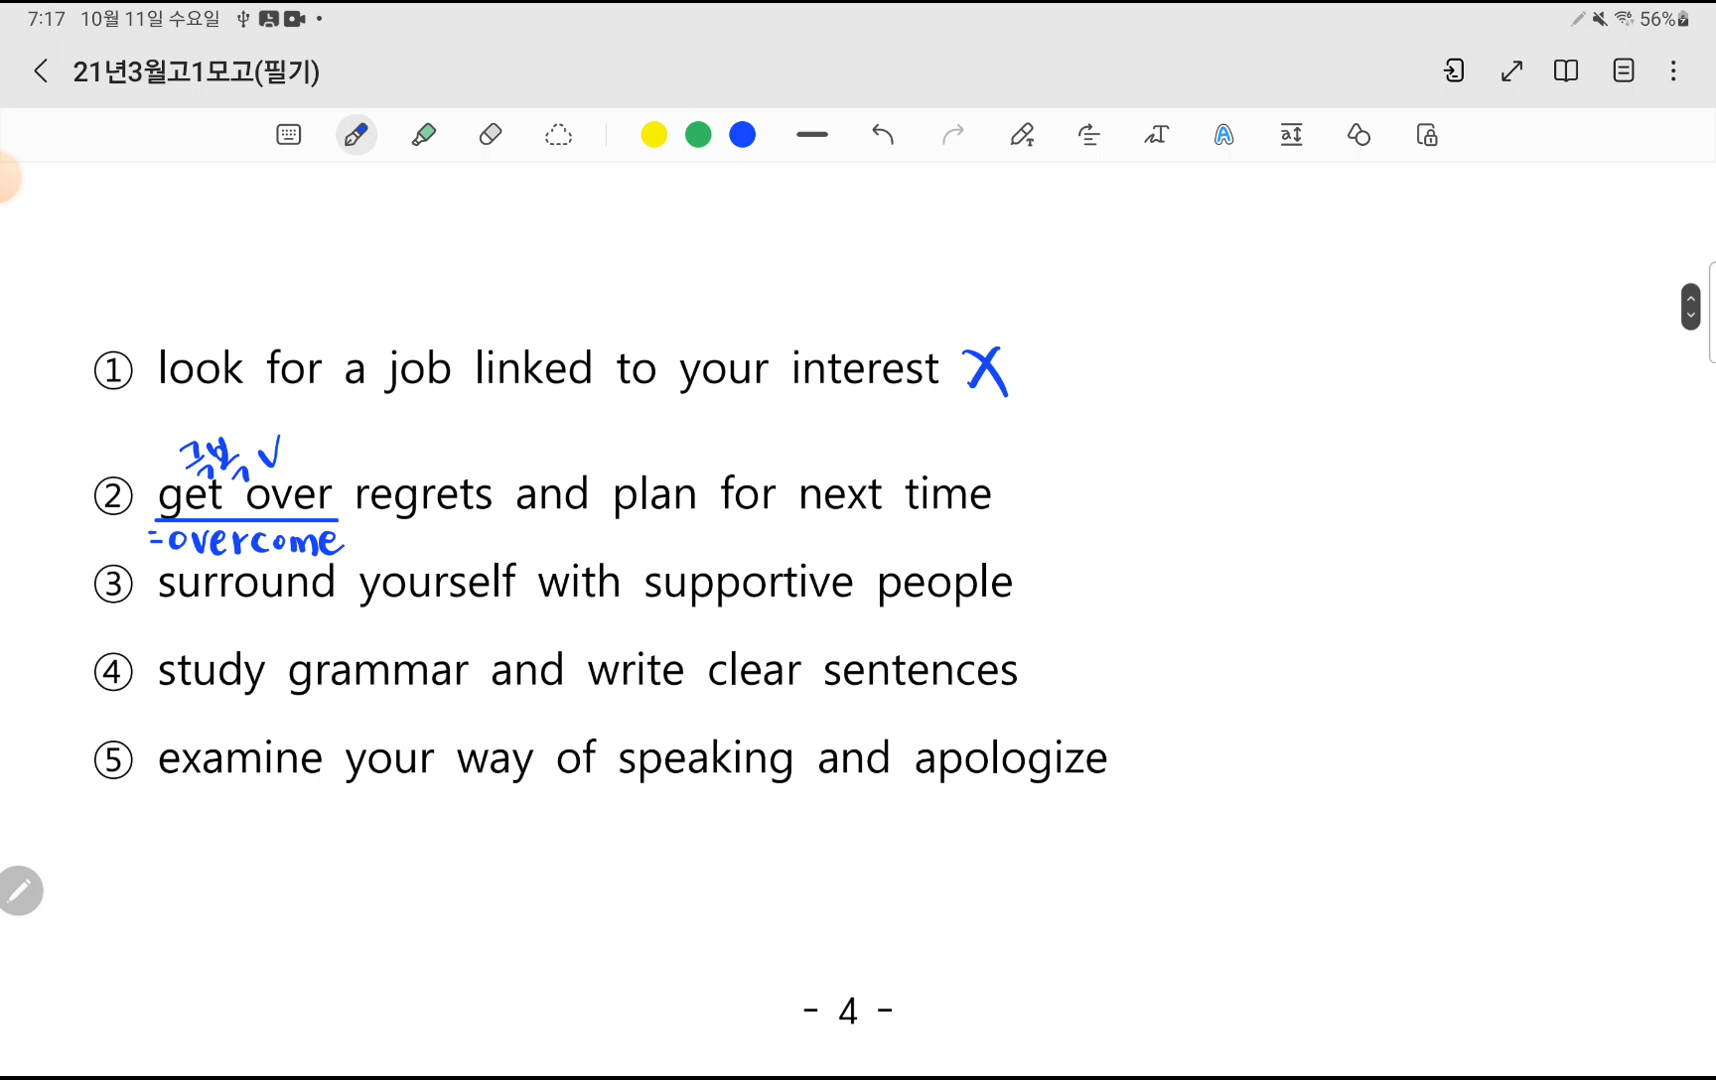 7:17 10월 11일 수요일 56%
21년3월고1모고(필기)
① look for a job linked to your interest X
극복 ✓
② get over regrets and plan for next time
=overcome
③ surround yourself with supportive people
④ study grammar and write clear sentences
⑤ examine your way of speaking and apologize
- 4 -